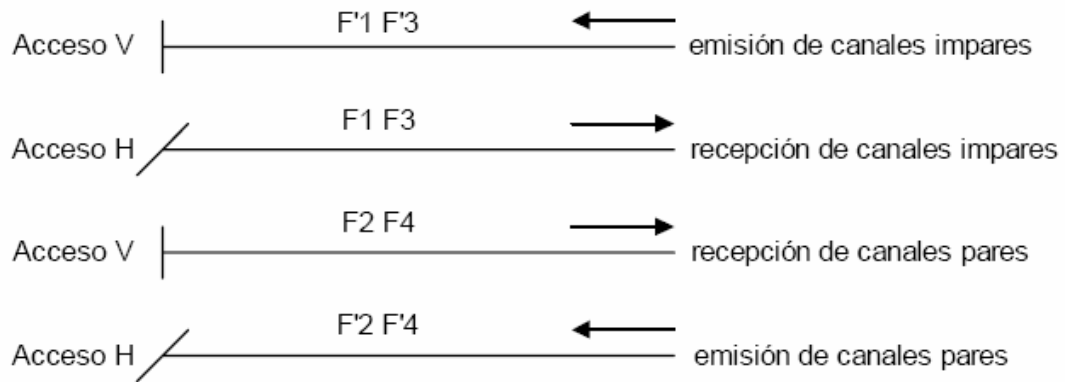 Acceso V F'1 F'3 emisión de canales impares
Acceso H F1 F3 recepción de canales impares
Acceso V F2 F4 recepción de canales pares
Acceso H F'2 F'4 emisión de canales pares